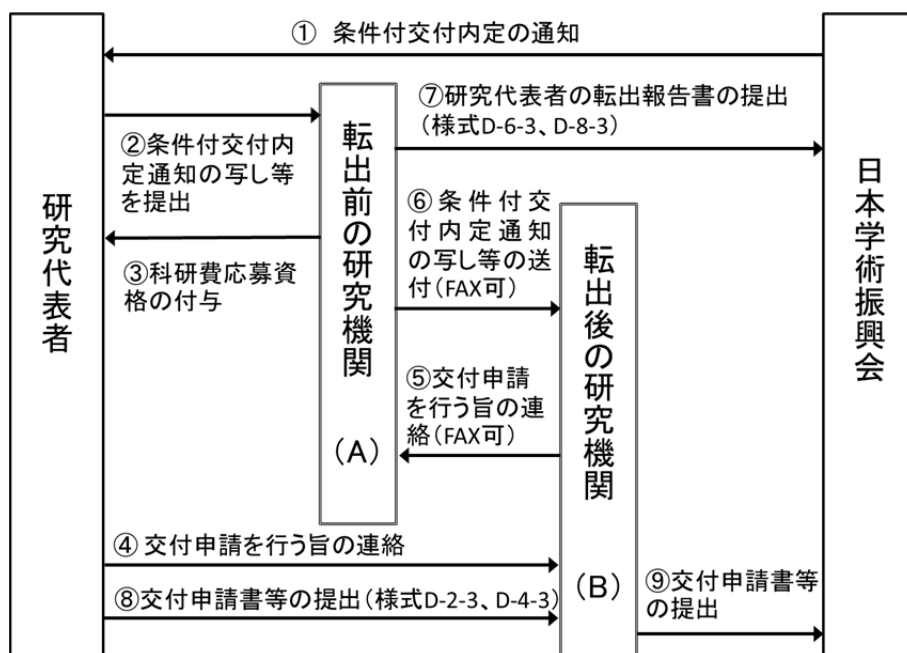 ① 条件付交付内定の通知
研究代表者
②条件付交付内
定通知の写し等
を提出
③科研費応募資
格の付与
転出前の研究機関
(A)
⑦研究代表者の転出報告書の提出
(様式D-6-3、D-8-3)
⑥条件付交
付内定通知
の写し等の送
付(FAX可)
⑤交付申請
を行う旨の連
絡(FAX可)
転出後の研究機関
(B)
日本学術振興会
④ 交付申請を行う旨の連絡
⑧交付申請書等の提出(様式D-2-3、D-4-3)
⑨交付申請書等
の提出